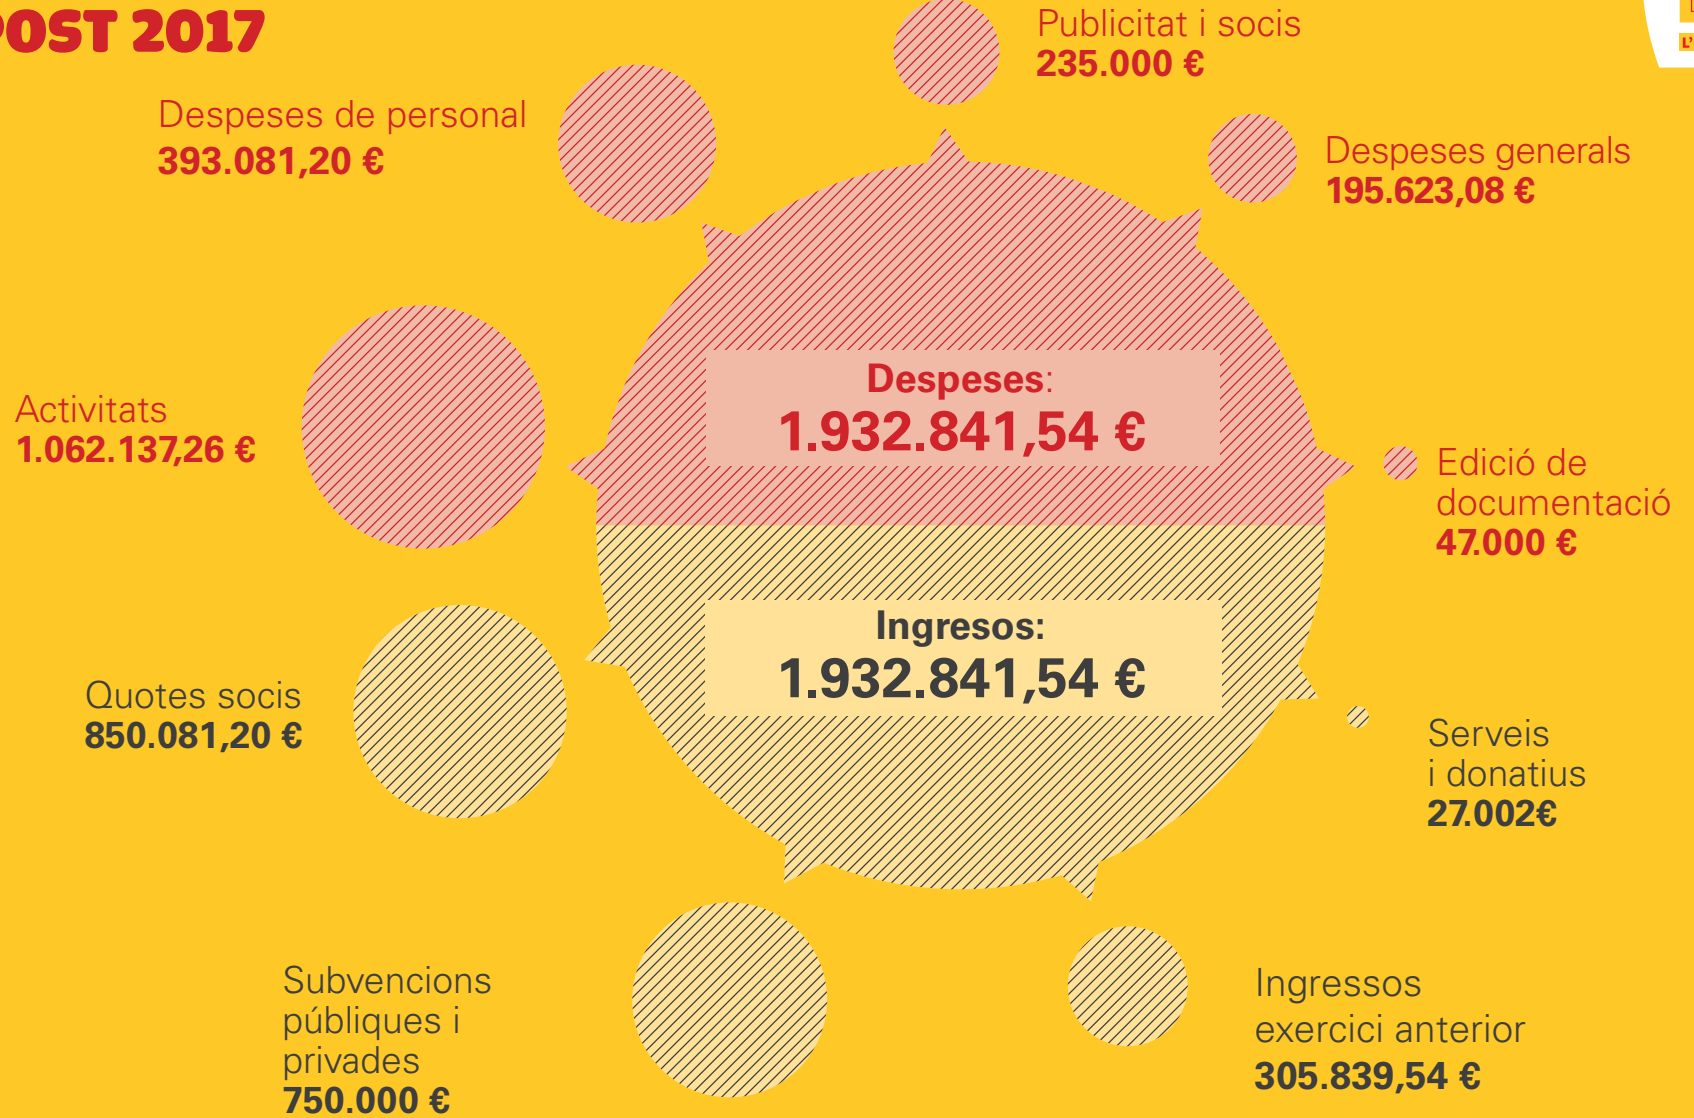 POST 2017
Publicitat i socis
235.000 €
Despeses de personal
393.081,20 €
Despeses generals
195.623,08 €
Despeses:
1.932.841,54 €
Activitats
1.062.137,26 €
Edició de
documentació
47.000 €
Ingresos:
1.932.841,54 €
Quotes socis
850.081,20 €
Serveis
i donatius
27.002€
Subvencions
públiques i
privades
750.000 €
Ingressos
exercici anterior
305.839,54 €